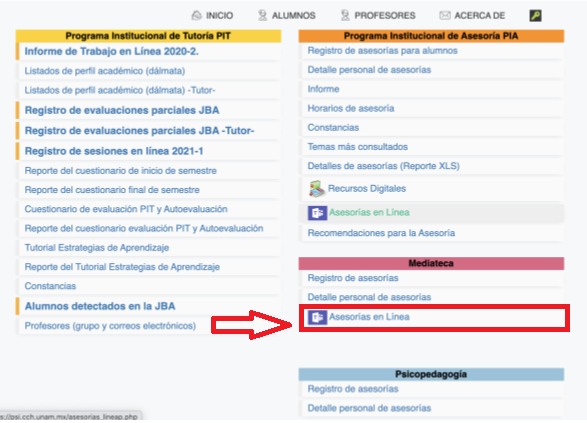 INICIO ALUMNOS PROFESORES ACERCA DE
Programa Institucional de Tutoría PIT
Informe de Trabajo en Línea 2020-2.
Listados de perfil académico (dálmata)
Listados de perfil académico (dálmata) -Tutor-
Registro de evaluaciones parciales JBA
Registro de evaluaciones parciales JBA -Tutor-
Registro de sesiones en línea 2021-1
Reporte del cuestionario de inicio de semestre
Reporte del cuestionario final de semestre
Cuestionario de evaluación PIT y Autoevaluación
Reporte del cuestionario evaluación PIT y Autoevaluación
Tutorial Estrategias de Aprendizaje
Reporte del Tutorial Estrategias de Aprendizaje
Constancias
Alumnos detectados en la JBA
Profesores (grupo y correos electrónicos)
Programa Institucional de Asesoría PIA
Registro de asesorías para alumnos
Detalle personal de asesorías
Informe
Horarios de asesoría
Constancias
Temas más consultados
Detalles de asesorías (Reporte XLS)
Recursos Digitales
Asesorías en Línea
Recomendaciones para la Asesoría
Mediateca
Registro de asesorías
Detalle personal de asesorías
Asesorías en Línea
Psicopedagogía
Registro de asesorías
Detalle personal de asesorías
s://psi.cch.unam.mx/asesorias_lineap.php